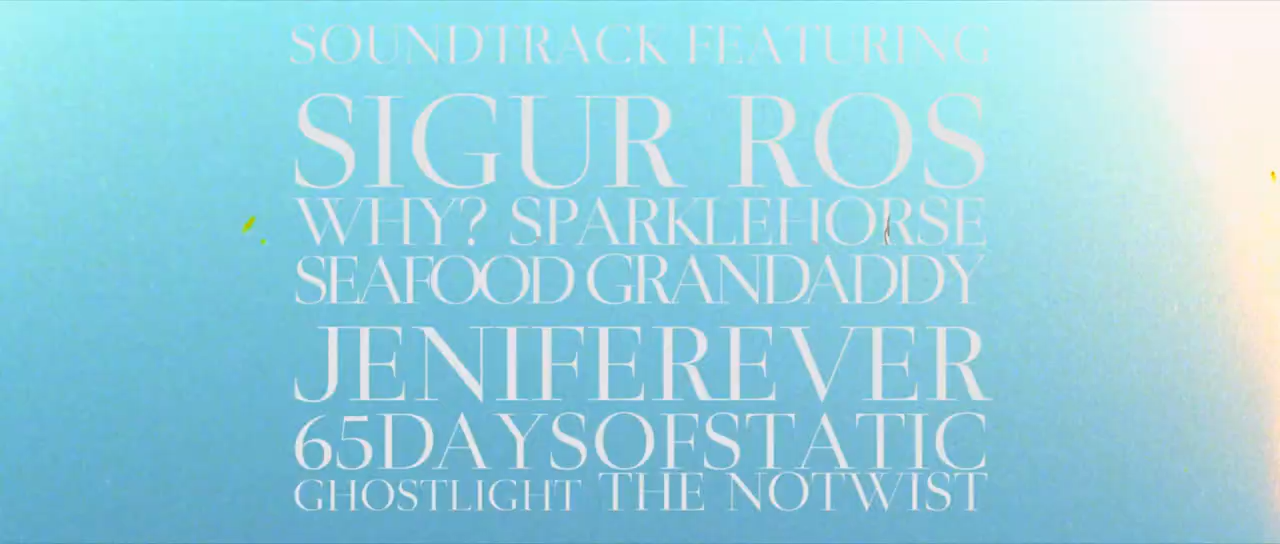 SOUNDTRACK FEATURING
SIGUR ROS
WHY? SPARKLEHORSE
SEAFOOD GRANDADDY
JENIFEREVER
65DAYSOFSTATIC
GHOSTLIGHT THE NOTWIST